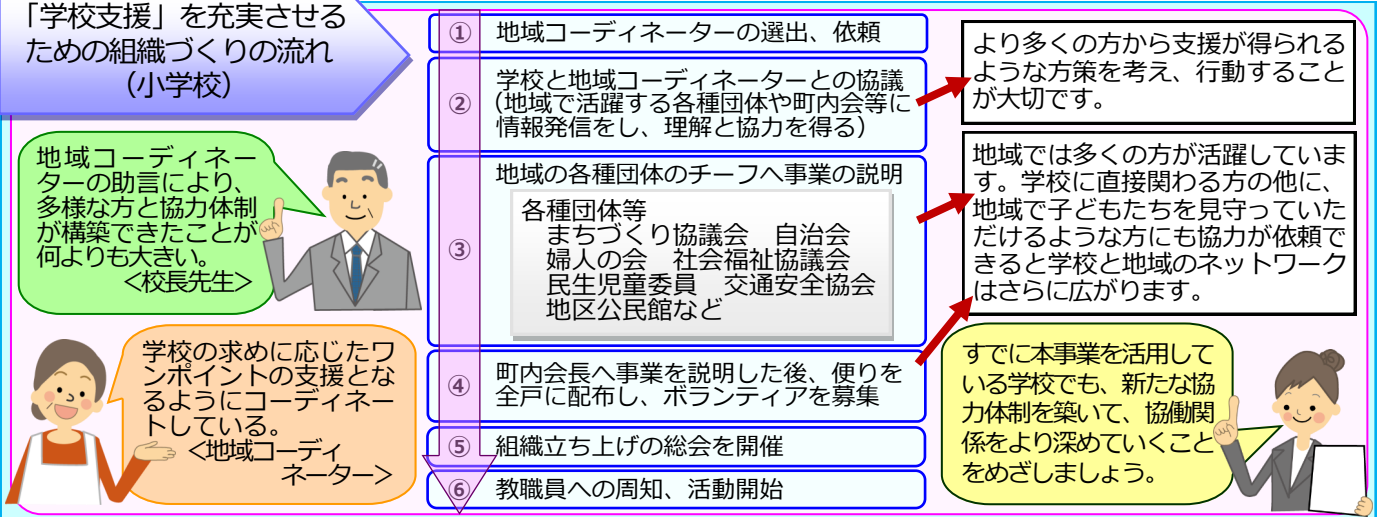 「学校支援」を充実させる
ための組織づくりの流れ
（小学校）
① 地域コーディネーターの選出、依頼
② 学校と地域コーディネーターとの協議
（地域で活躍する各種団体や町内会等に
情報発信をし、理解と協力を得る）
③ 地域の各種団体のチーフへ事業の説明
各種団体等
まちづくり協議会　自治会
婦人の会　社会福祉協議会
民生児童委員　交通安全協会
地区公民館など
④ 町内会長へ事業を説明した後、便りを
全戸に配布し、ボランティアを募集
⑤ 組織立ち上げの総会を開催
⑥ 教職員への周知、活動開始
地域コーディネー
ターの助言により、
多様な方と協力体制
が構築できたことが
何よりも大きい。
<校長先生>
学校の求めに応じたワ
ンポイントの支援とな
るようにコーディネー
トしている。
<地域コーディ
ネーター>
より多くの方から支援が得られる
ような方策を考え、行動すること
が大切です。
地域では多くの方が活躍していま
す。学校に直接関わる方の他に、
地域で子どもたちを見守っていた
だけるような方にも協力が依頼で
きると学校と地域のネットワーク
はさらに広がります。
すでに本事業を活用して
いる学校でも、新たな協
力体制を築いて、協働関
係をより深めていくこと
をめざしましょう。